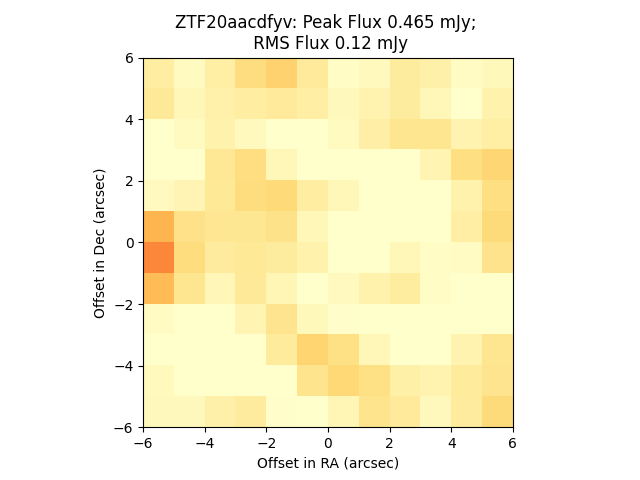 ZTF20aacdfyv: Peak Flux 0.465 mJy;
RMS Flux 0.12 mJy
6
4
2
0
−2
−4
−6
Offset in Dec (arcsec)
−6 −4 −2 0 2 4 6
Offset in RA (arcsec)